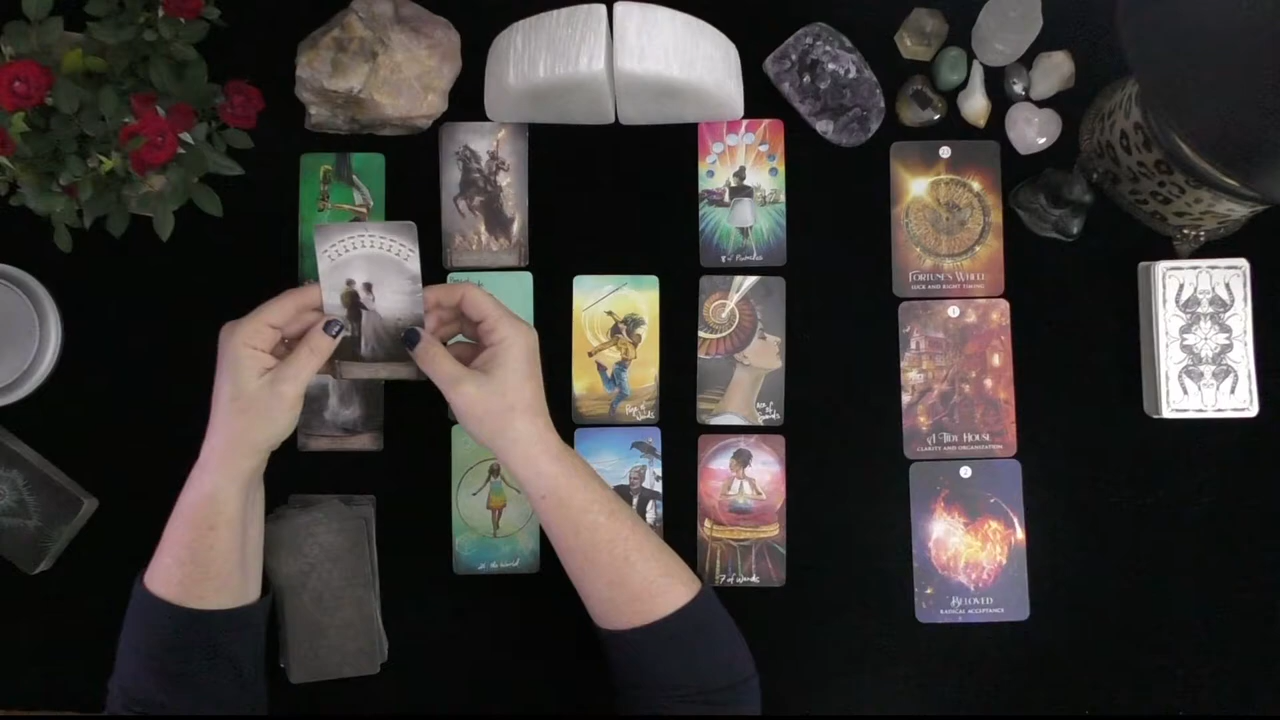 8 of Pentacles
Page of
Wands
Ace
of
Swords
21 the World
7 of Wands
23
FORTUNE'S WHEEL
LUCK AND RIGHT TIMING
1
A TIDY HOUSE
CLARITY AND ORGANIZATION
2
BELOVED
RADICAL ACCEPTANCE